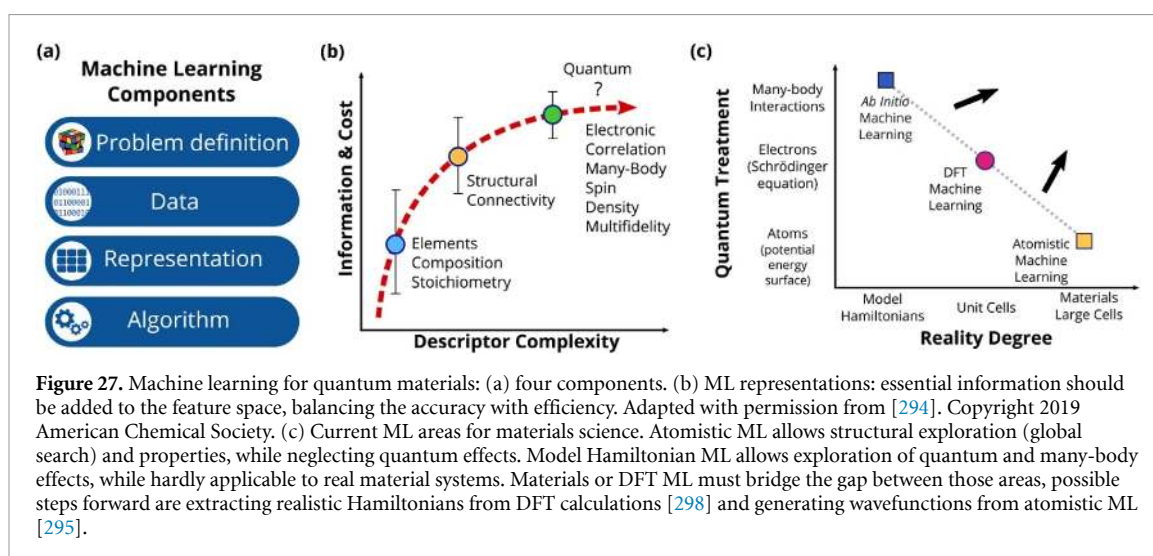 (a)
Machine Learning
Components
Problem definition
Data
Representation
Algorithm
(b)
Information & Cost
Quantum
?
Electronic
Correlation
Many-Body
Spin
Density
Multifidelity
Structural
Connectivity
Elements
Composition
Stoichiometry
Descriptor Complexity
(c)
Quantum Treatment
Many-body
Interactions
Electrons
(Schrödinger
equation)
Atoms
(potential
energy
surface)
Ab Initio
Machine
Learning
DFT
Machine
Learning
Atomistic
Machine
Learning
Model
Hamiltonians
Unit Cells
Materials
Large Cells
Reality Degree
Figure 27. Machine learning for quantum materials: (a) four components. (b) ML representations: essential information should
be added to the feature space, balancing the accuracy with efficiency. Adapted with permission from [294]. Copyright 2019
American Chemical Society. (c) Current ML areas for materials science. Atomistic ML allows structural exploration (global
search) and properties, while neglecting quantum effects. Model Hamiltonian ML allows exploration of quantum and many-body
effects, while hardly applicable to real material systems. Materials or DFT ML must bridge the gap between those areas, possible
steps forward are extracting realistic Hamiltonians from DFT calculations [298] and generating wavefunctions from atomistic ML
[295].